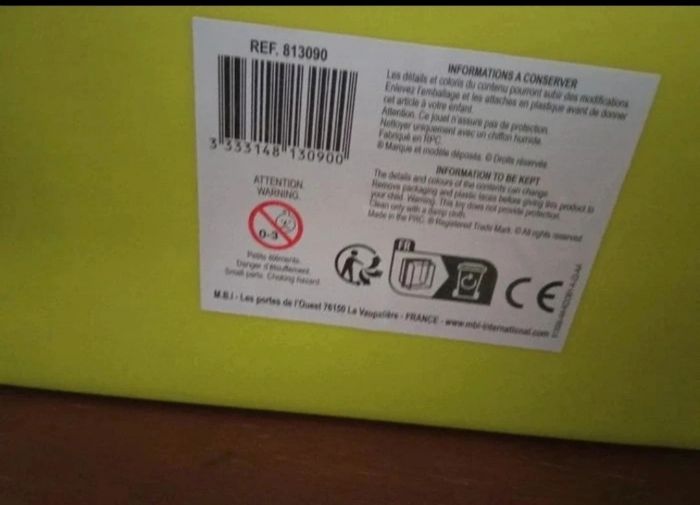 REF. 813090
3 333148 130900
INFORMATIONS A CONSERVER
Les détails et coloris du contenu pourront subir des modifications
Enlevez l'emballage et les attaches en plastique avant de donner
cet article à votre enfant.
Attention. Ce jouet n'assure pas de protection.
Nettoyer uniquement avec un chiffon humide.
Fabriqué en RPC.
® Marque et modèle déposés. © Droits réservés
INFORMATION TO BE KEPT
The details and colours of the contents can change.
Remove packaging and plastic ties before giving this product to
your child. Warning. This toy does not provide protection.
Clean only with a damp cloth.
Made in the PRC. ® Registered Trade Mark. © All rights reserved
ATTENTION
WARNING
0-3
Petits éléments.
Danger d'étouffement
Small parts. Choking hazard
FR
CE
M.B.I - Les portes de l'Ouest 76150 La Vaupalière - FRANCE - www.mbi-international.com